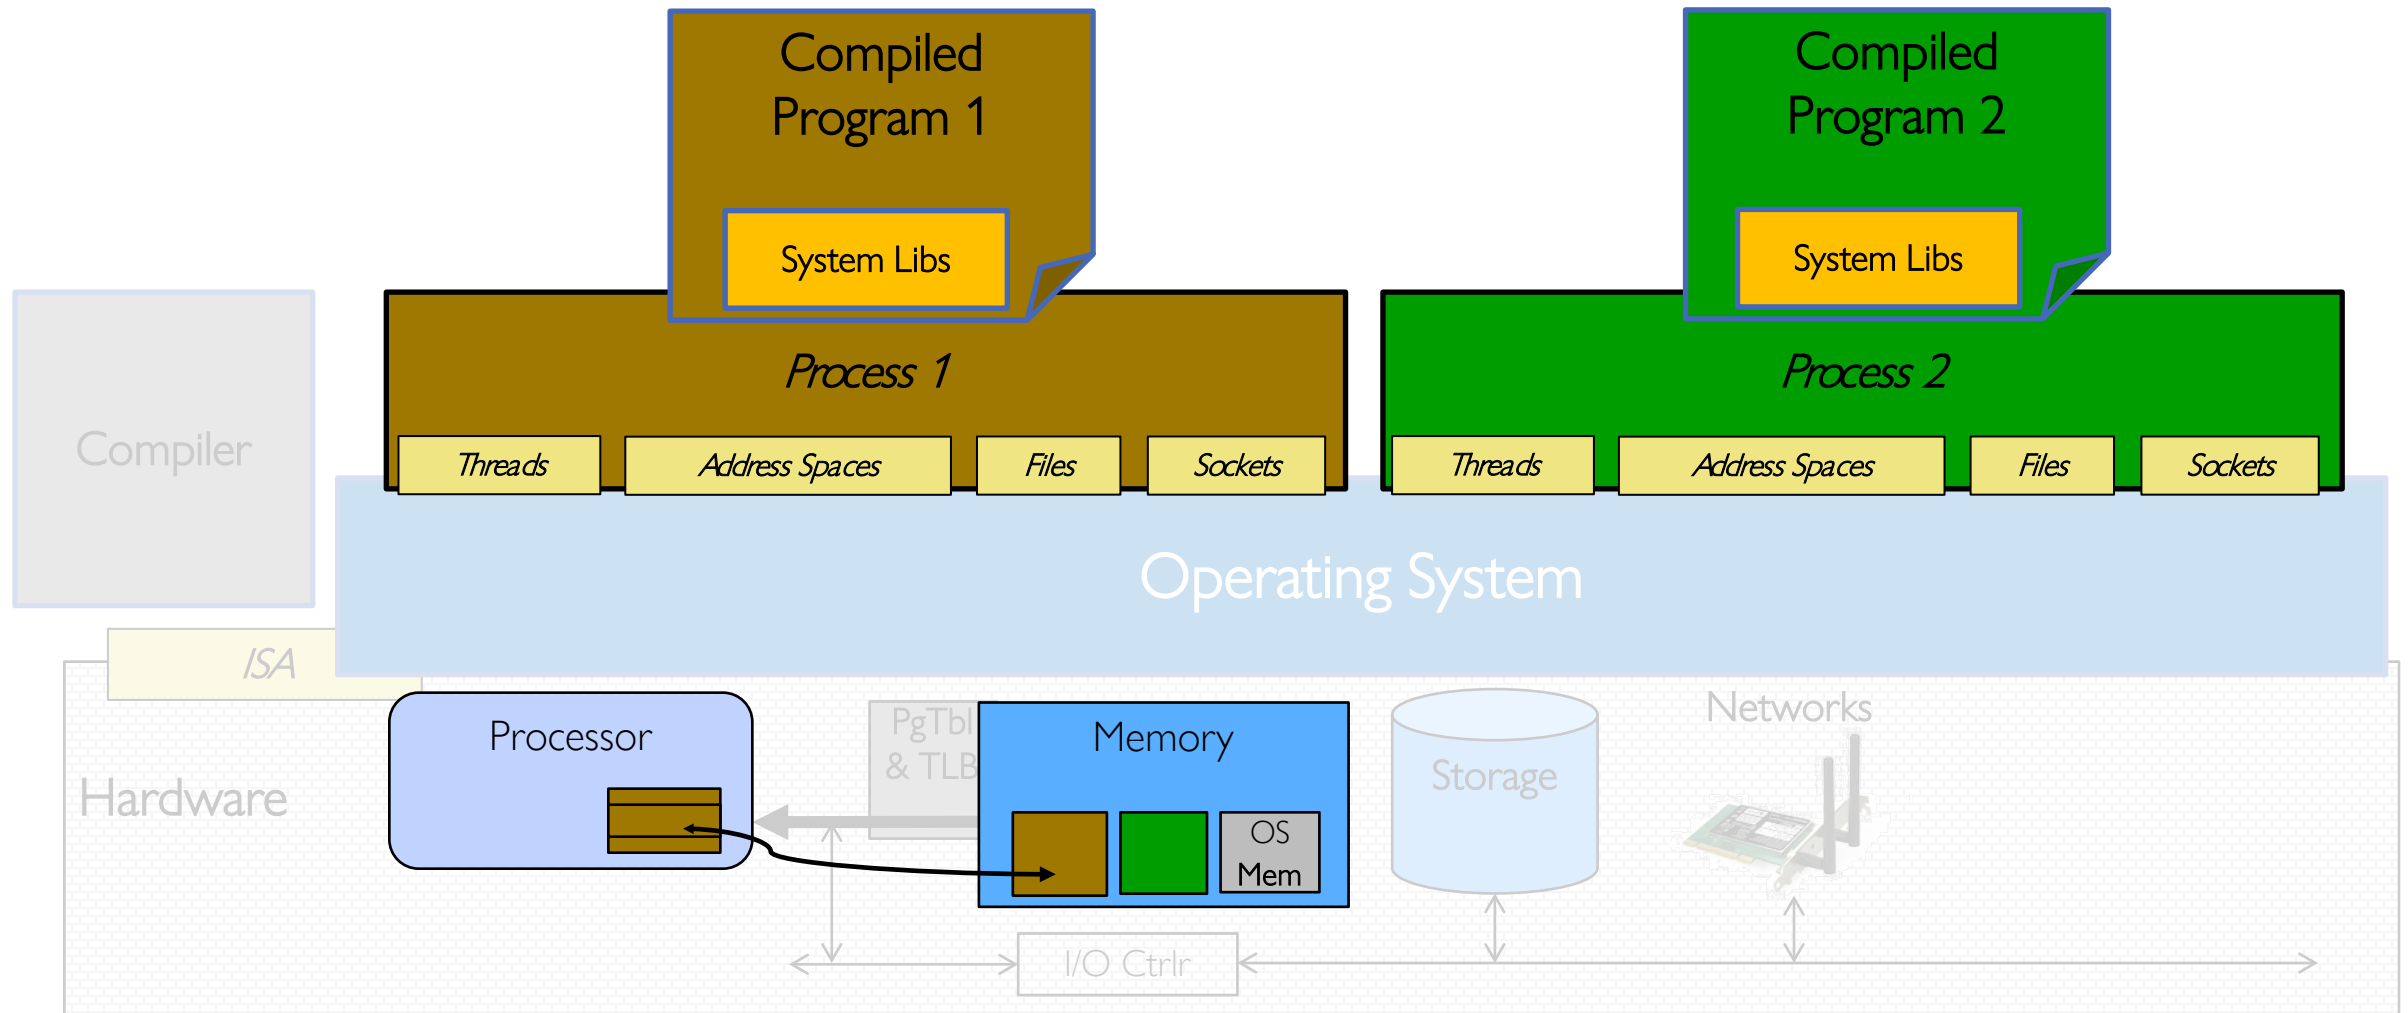 Compiled
Program 1
System Libs
Compiled
Program 2
System Libs
Compiler
Process 1
Threads
Address Spaces
Files
Sockets
Process 2
Threads
Address Spaces
Files
Sockets
Operating System
ISA
Hardware
Processor
PgTbl
& TLB
Memory
OS
Mem
Storage
Networks
I/O Ctrlr